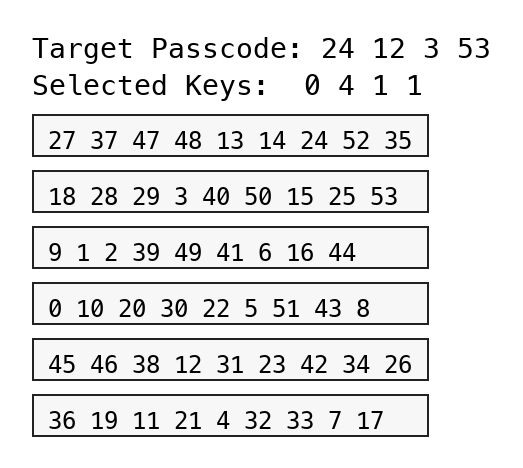 Target Passcode: 24 12 3 53
Selected Keys: 0 4 1 1
27 37 47 48 13 14 24 52 35
18 28 29 3 40 50 15 25 53
9 1 2 39 49 41 6 16 44
0 10 20 30 22 5 51 43 8
45 46 38 12 31 23 42 34 26
36 19 11 21 4 32 33 7 17